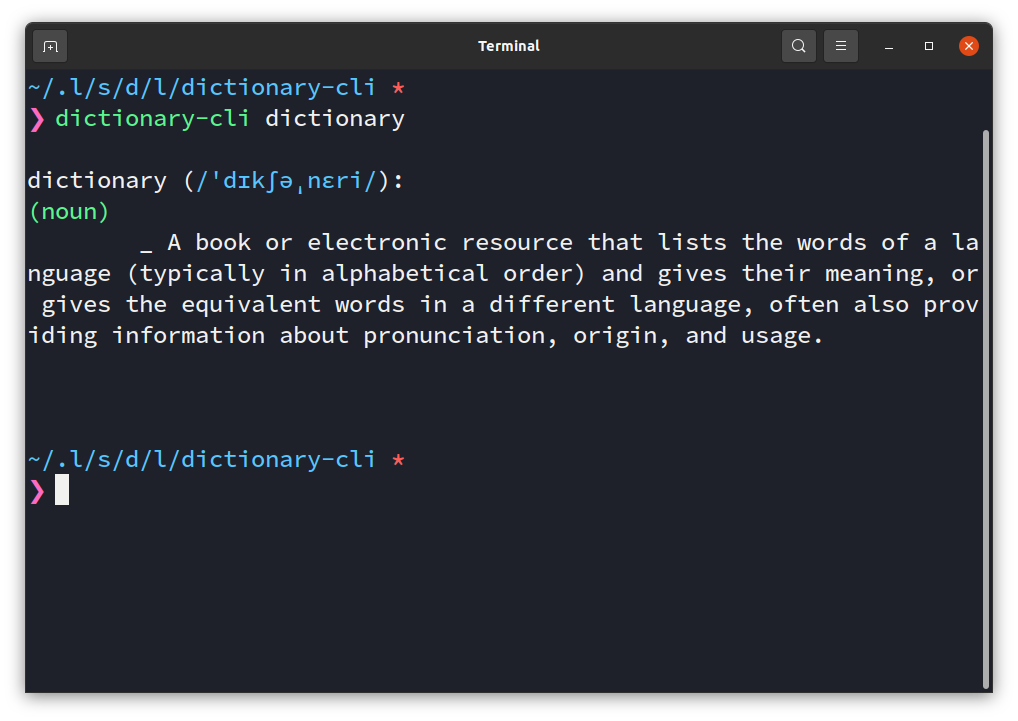 Terminal
~/.l/s/d/l/dictionary-cli *
❯ dictionary-cli dictionary
dictionary (/ˈdɪkʃəˌnɛri/):
(noun)
_ A book or electronic resource that lists the words of a la
nguage (typically in alphabetical order) and gives their meaning, or
gives the equivalent words in a different language, often also prov
iding information about pronunciation, origin, and usage.
~/.l/s/d/l/dictionary-cli *
❯